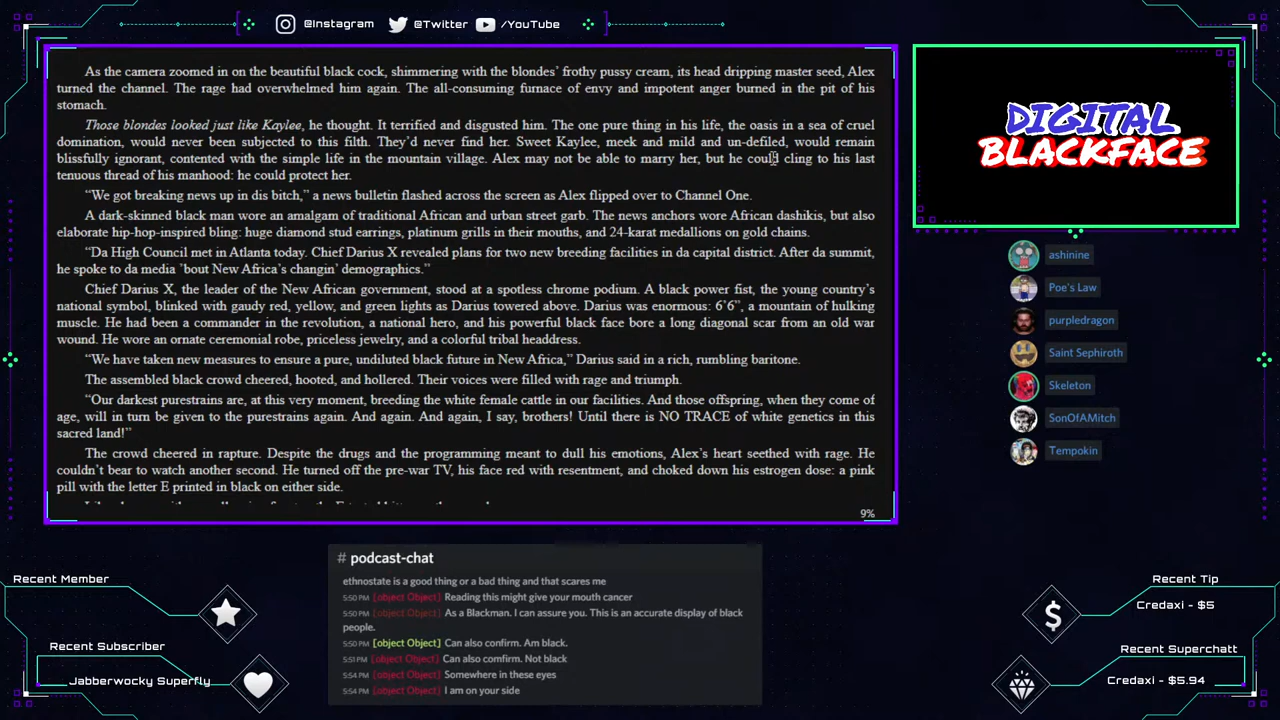 @Instagram @Twitter /YouTube
As the camera zoomed in on the beautiful black cock, shimmering with the blondes' frothy pussy cream, its head dripping master seed, Alex
turned the channel. The rage had overwhelmed him again. The all-consuming furnace of envy and impotent anger burned in the pit of his
stomach.
Those blondes looked just like Kaylee, he thought. It terrified and disgusted him. The one pure thing in his life, the oasis in a sea of cruel
domination, would never been subjected to this filth. They'd never find her. Sweet Kaylee, meek and mild and un-defiled, would remain
blissfully ignorant, contented with the simple life in the mountain village. Alex may not be able to marry her, but he could cling to his last
tenuous thread of his manhood: he could protect her.
“We got breaking news up in dis bitch,” a news bulletin flashed across the screen as Alex flipped over to Channel One.
A dark-skinned black man wore an amalgam of traditional African and urban street garb. The news anchors wore African dashikis, but also
elaborate hip-hop-inspired bling: huge diamond stud earrings, platinum grills in their mouths, and 24-karat medallions on gold chains.
“Da High Council met in Atlanta today. Chief Darius X revealed plans for two new breeding facilities in da capital district. After da summit,
he spoke to da media 'bout New Africa's changin' demographics.”
Chief Darius X, the leader of the New African government, stood at a spotless chrome podium. A black power fist, the young country's
national symbol, blinked with gaudy red, yellow, and green lights as Darius towered above. Darius was enormous: 6'6”, a mountain of hulking
muscle. He had been a commander in the revolution, a national hero, and his powerful black face bore a long diagonal scar from an old war
wound. He wore an ornate ceremonial robe, priceless jewelry, and a colorful tribal headdress.
“We have taken new measures to ensure a pure, undiluted black future in New Africa,” Darius said in a rich, rumbling baritone.
The assembled black crowd cheered, hooted, and hollered. Their voices were filled with rage and triumph.
“Our darkest purestrains are, at this very moment, breeding the white female cattle in our facilities. And those offspring, when they come of
age, will in turn be given to the purestrains again. And again. And again, I say, brothers! Until there is NO TRACE of white genetics in this
sacred land!”
The crowd cheered in rapture. Despite the drugs and the programming meant to dull his emotions, Alex's heart seethed with rage. He
couldn't bear to watch another second. He turned off the pre-war TV, his face red with resentment, and choked down his estrogen dose: a pink
pill with the letter E printed in black on either side.
9%
DIGITAL
BLACKFACE
ashinine
Poe's Law
purpledragon
Saint Sephiroth
Skeleton
SonOfAMitch
Tempokin
# podcast-chat
ethnostate is a good thing or a bad thing and that scares me
5:50 PM [object Object] Reading this might give your mouth cancer
5:50 PM [object Object] As a Blackman. I can assure you. This is an accurate display of black
people.
5:50 PM [object Object] Can also confirm. Am black.
5:51 PM [object Object] Can also comfirm. Not black
5:54 PM [object Object] Somewhere in these eyes
5:54 PM [object Object] I am on your side
Recent Member
Recent Subscriber
Jabberwocky Superfly
Recent Tip
Credaxi - $5
Recent Superchatt
Credaxi - $5.94